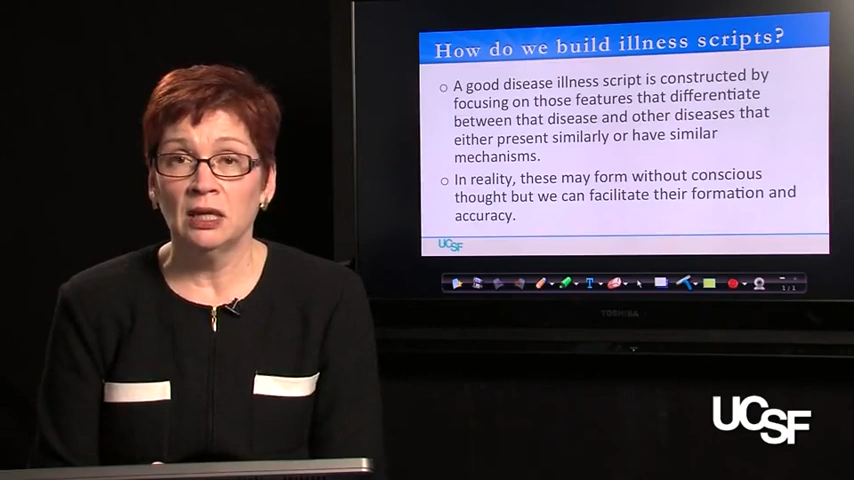 How do we build illness scripts?
A good disease illness script is constructed by
focusing on those features that differentiate
between that disease and other diseases that
either present similarly or have similar
mechanisms.
In reality, these may form without conscious
thought but we can facilitate their formation and
accuracy.
UCSF
T
1/1
TOSHIBA
UCSF